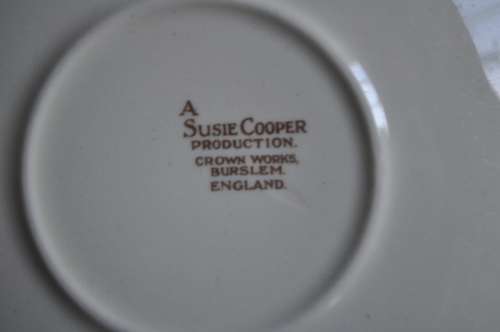 A
SUSIE COOPER
PRODUCTION.
CROWN WORKS,
BURSLEM.
ENGLAND.